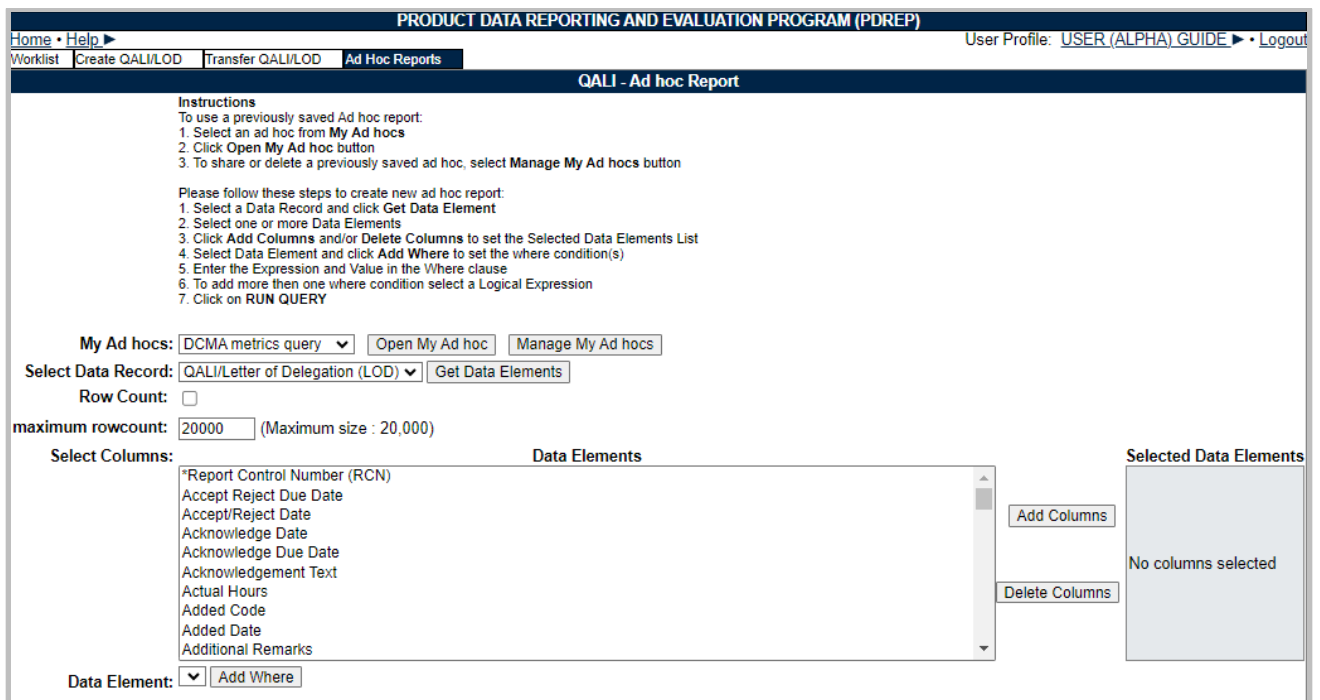 PRODUCT DATA REPORTING AND EVALUATION PROGRAM (PDREP)
Home • Help ▶ User Profile: USER (ALPHA) GUIDE ▶ • Logout
Worklist Create QALI/LOD Transfer QALI/LOD Ad Hoc Reports
QALI - Ad hoc Report
Instructions
To use a previously saved Ad hoc report:
1. Select an ad hoc from My Ad hocs
2. Click Open My Ad hoc button
3. To share or delete a previously saved ad hoc, select Manage My Ad hocs button
Please follow these steps to create new ad hoc report:
1. Select a Data Record and click Get Data Element
2. Select one or more Data Elements
3. Click Add Columns and/or Delete Columns to set the Selected Data Elements List
4. Select Data Element and click Add Where to set the where condition(s)
5. Enter the Expression and Value in the Where clause
6. To add more then one where condition select a Logical Expression
7. Click on RUN QUERY
My Ad hocs: DCMA metrics query Open My Ad hoc Manage My Ad hocs
Select Data Record: QALI/Letter of Delegation (LOD) Get Data Elements
Row Count:
maximum rowcount: 20000 (Maximum size : 20,000)
Select Columns: Data Elements Selected Data Elements
*Report Control Number (RCN)
Accept Reject Due Date
Accept/Reject Date
Add Columns
Acknowledge Date
Acknowledge Due Date
No columns selected
Acknowledgement Text
Actual Hours
Delete Columns
Added Code
Added Date
Additional Remarks
Data Element: Add Where